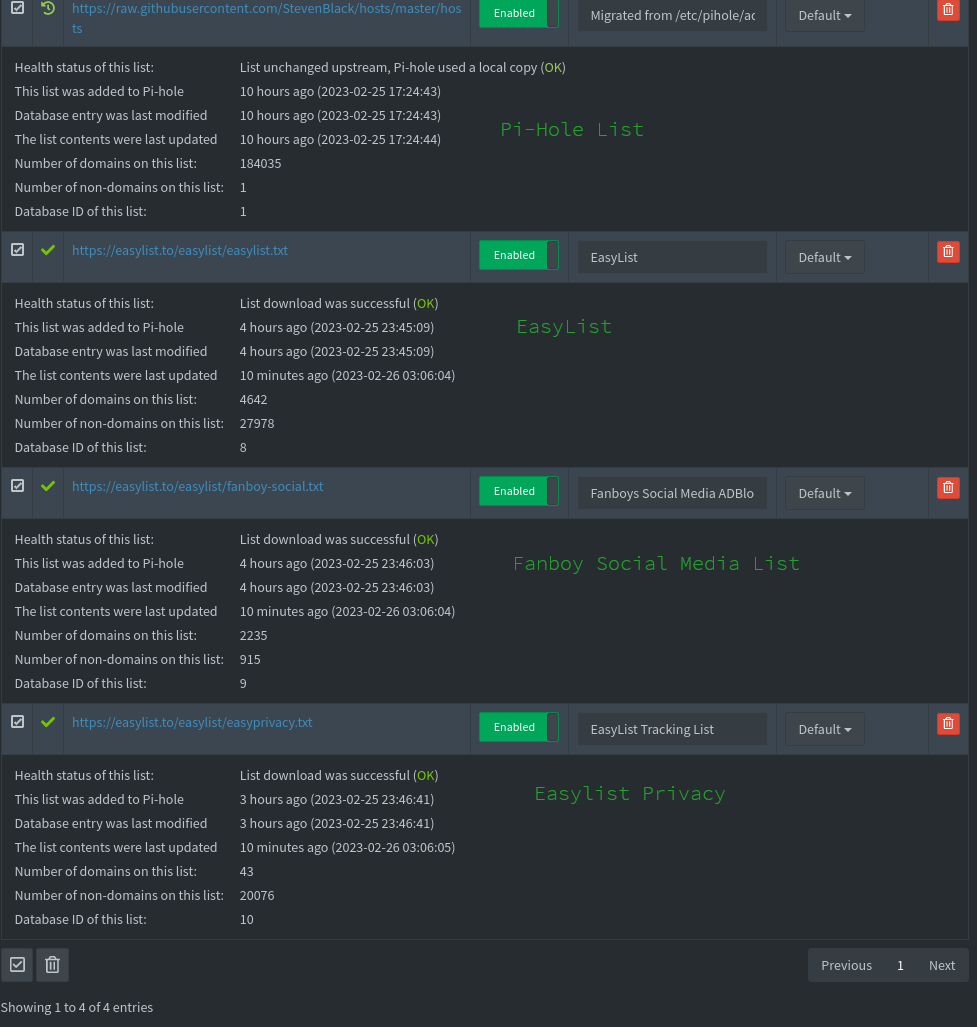 https://raw.githubusercontent.com/StevenBlack/hosts/master/hos
ts
Enabled
Migrated from /etc/pihole/ac
Default
Health status of this list: List unchanged upstream, Pi-hole used a local copy (OK)
This list was added to Pi-hole 10 hours ago (2023-02-25 17:24:43)
Database entry was last modified 10 hours ago (2023-02-25 17:24:43)
The list contents were last updated 10 hours ago (2023-02-25 17:24:44)
Pi-Hole List
Number of domains on this list: 184035
Number of non-domains on this list: 1
Database ID of this list: 1
https://easylist.to/easylist/easylist.txt Enabled EasyList Default
Health status of this list: List download was successful (OK)
This list was added to Pi-hole 4 hours ago (2023-02-25 23:45:09)
EasyList
Database entry was last modified 4 hours ago (2023-02-25 23:45:09)
The list contents were last updated 10 minutes ago (2023-02-26 03:06:04)
Number of domains on this list: 4642
Number of non-domains on this list: 27978
Database ID of this list: 8
https://easylist.to/easylist/fanboy-social.txt Enabled Fanboys Social Media ADBlo Default
Health status of this list: List download was successful (OK)
This list was added to Pi-hole 4 hours ago (2023-02-25 23:46:03)
Fanboy Social Media List
Database entry was last modified 4 hours ago (2023-02-25 23:46:03)
The list contents were last updated 10 minutes ago (2023-02-26 03:06:04)
Number of domains on this list: 2235
Number of non-domains on this list: 915
Database ID of this list: 9
https://easylist.to/easylist/easyprivacy.txt Enabled EasyList Tracking List Default
Health status of this list: List download was successful (OK)
This list was added to Pi-hole 3 hours ago (2023-02-25 23:46:41)
Easylist Privacy
Database entry was last modified 3 hours ago (2023-02-25 23:46:41)
The list contents were last updated 10 minutes ago (2023-02-26 03:06:05)
Number of domains on this list: 43
Number of non-domains on this list: 20076
Database ID of this list: 10
Previous 1 Next
Showing 1 to 4 of 4 entries